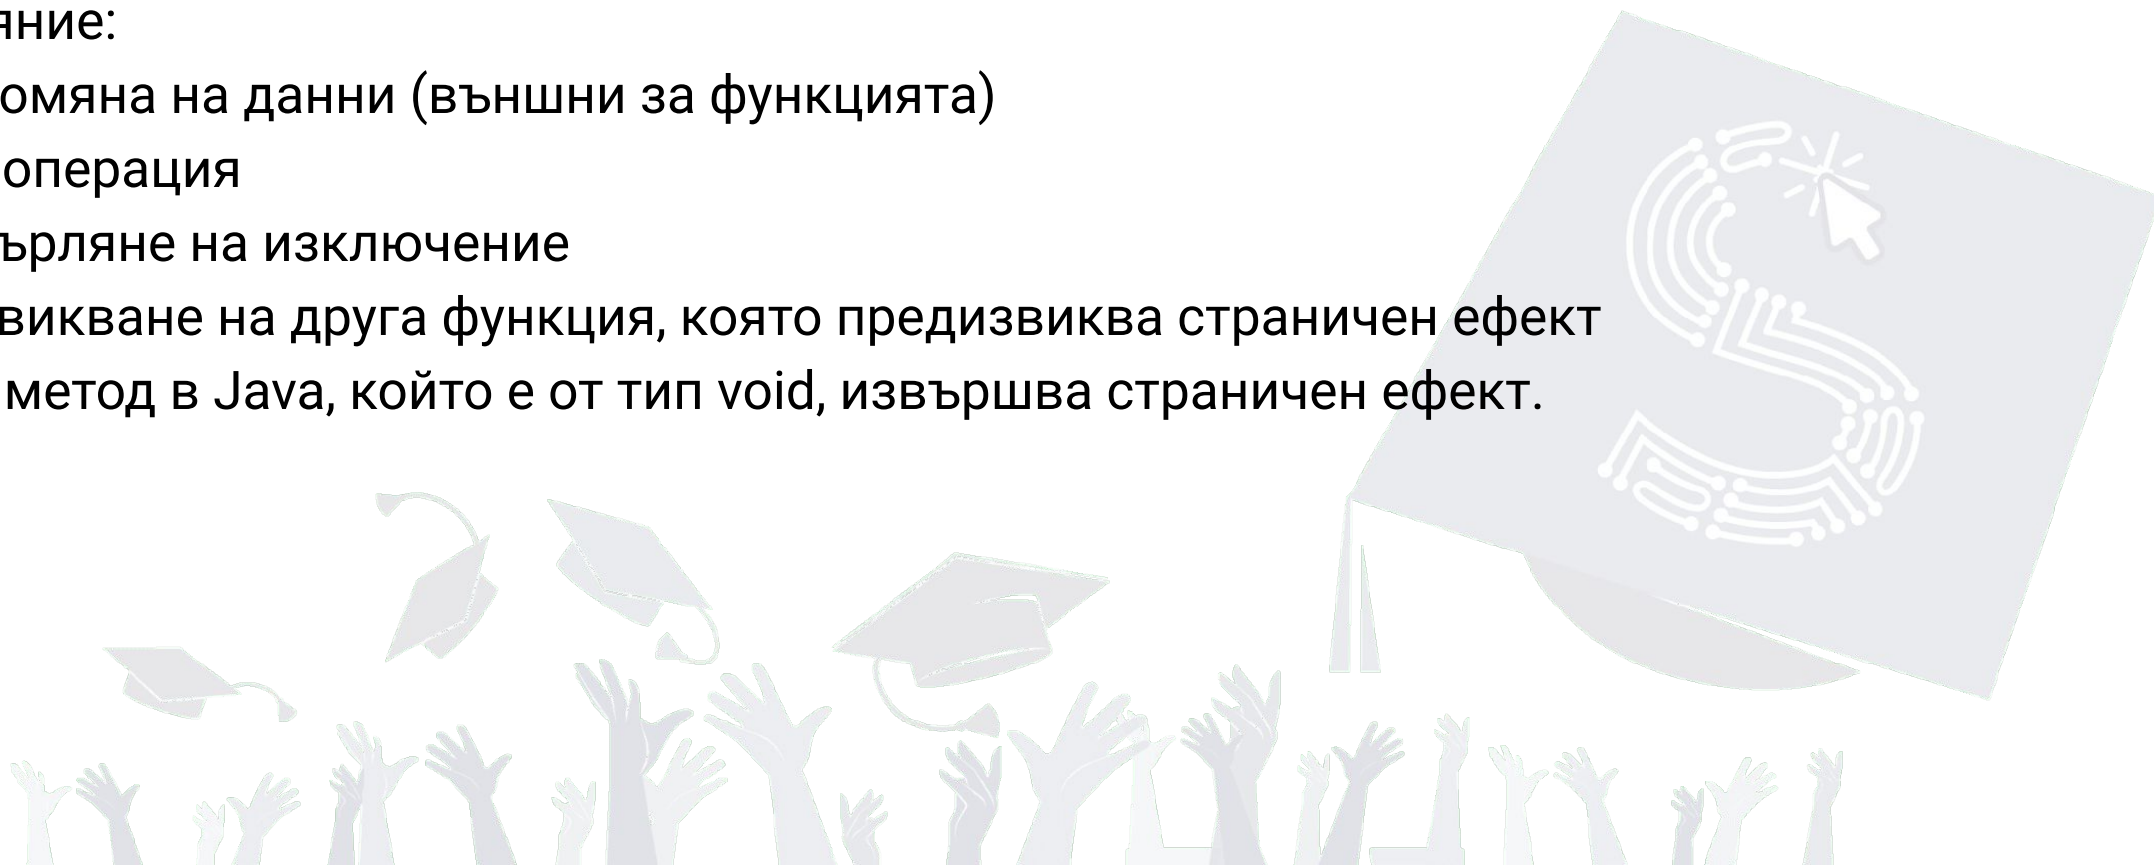 яние:
омяна на данни (външни за функцията)
операция
ърляне на изключение
викване на друга функция, която предизвиква страничен ефект
метод в Java, който е от тип void, извършва страничен ефект.